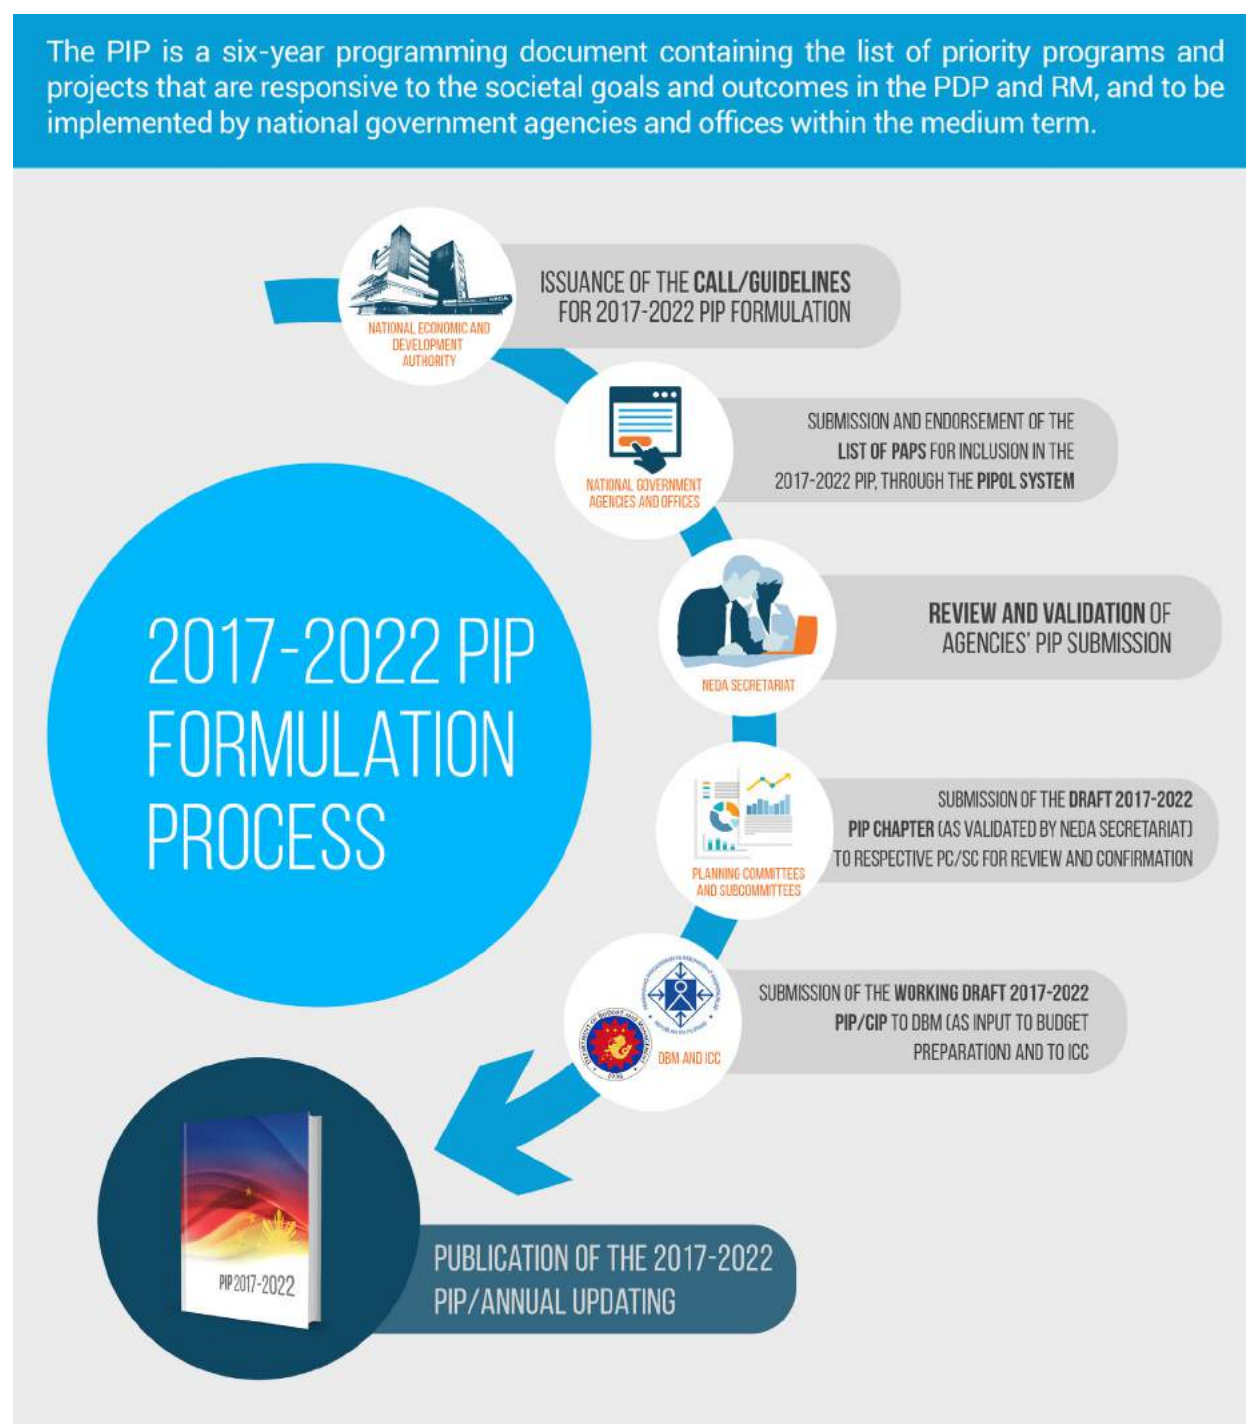 The PIP is a six-year programming document containing the list of priority programs and
projects that are responsive to the societal goals and outcomes in the PDP and RM, and to be
implemented by national government agencies and offices within the medium term.
NEDA
NATIONAL ECONOMIC AND
DEVELOPMENT
AUTHORITY
ISSUANCE OF THE CALL/GUIDELINES
FOR 2017-2022 PIP FORMULATION
NATIONAL GOVERNMENT
AGENCIES AND OFFICES
SUBMISSION AND ENDORSEMENT OF THE
LIST OF PAPS FOR INCLUSION IN THE
2017-2022 PIP, THROUGH THE PIPOL SYSTEM
NEDA SECRETARIAT
REVIEW AND VALIDATION OF
AGENCIES' PIP SUBMISSION
2017-2022 PIP
FORMULATION
PROCESS
PLANNING COMMITTEES
AND SUBCOMMITTEES
SUBMISSION OF THE DRAFT 2017-2022
PIP CHAPTER (AS VALIDATED BY NEDA SECRETARIAT)
TO RESPECTIVE PC/SC FOR REVIEW AND CONFIRMATION
DEPARTMENT OF BUDGET AND MANAGEMENT
1936
DBM AND ICC
SUBMISSION OF THE WORKING DRAFT 2017-2022
PIP/CIP TO DBM (AS INPUT TO BUDGET
PREPARATION) AND TO ICC
PIP 2017-2022
PUBLICATION OF THE 2017-2022
PIP/ANNUAL UPDATING